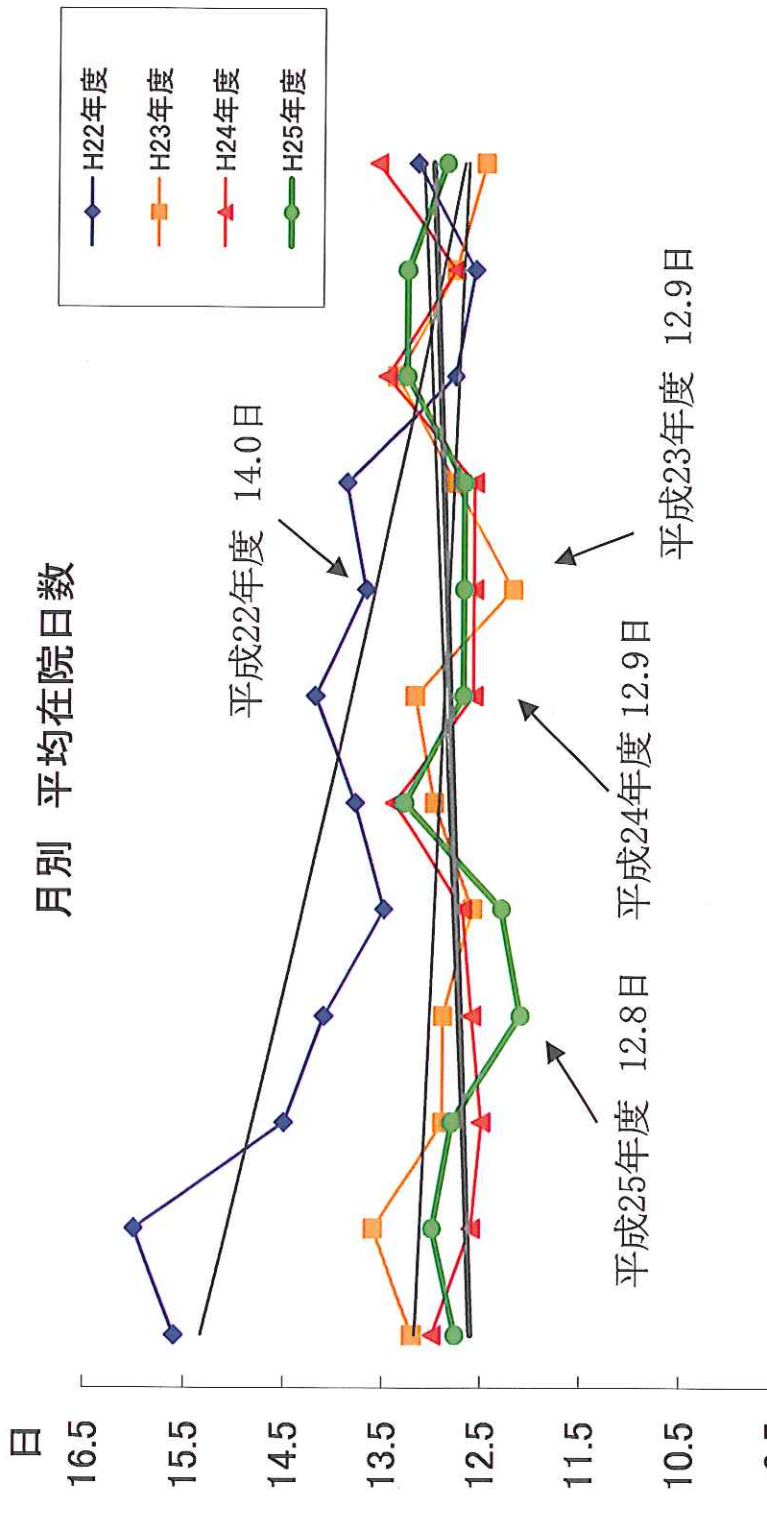 月別 平均在院日数
日
16.5
15.5
14.5
13.5
12.5
11.5
10.5
H22年度
H23年度
H24年度
H25年度
平成22年度 14.0日
平成25年度 12.8日
平成24年度 12.9日
平成23年度 12.9日